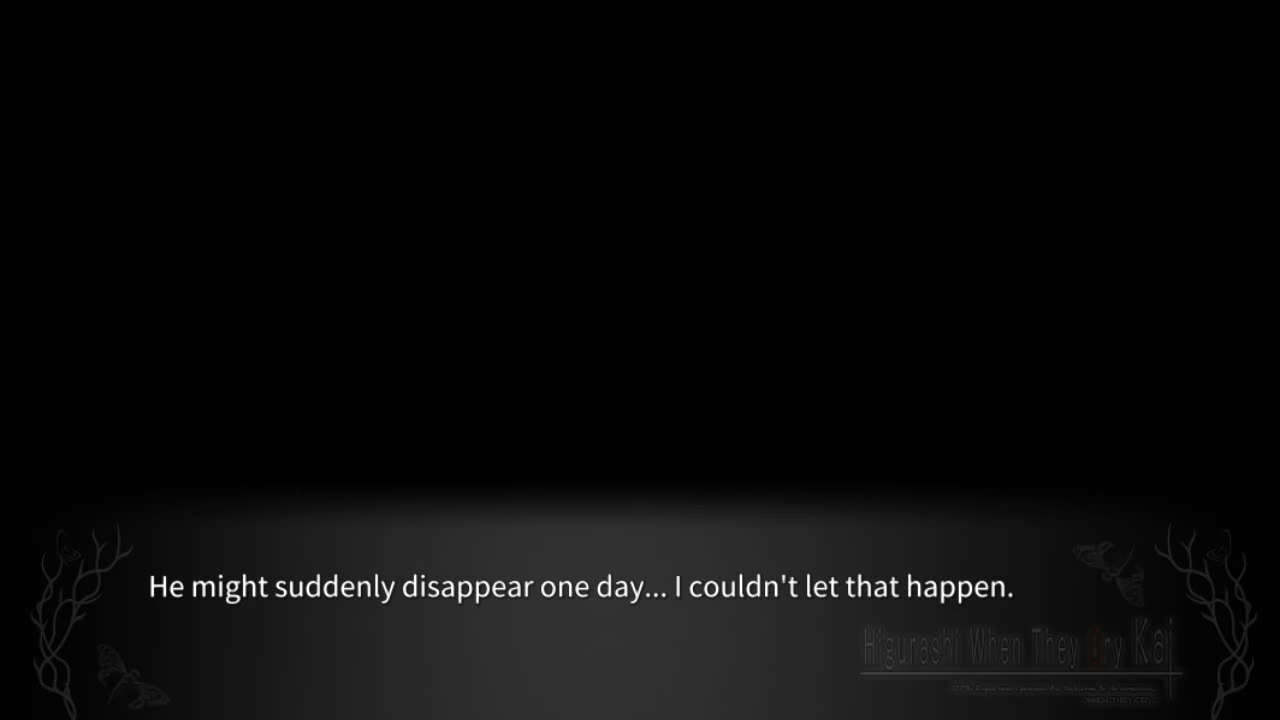 He might suddenly disappear one day... I couldn't let that happen.
Higurashi When They Cry Kai